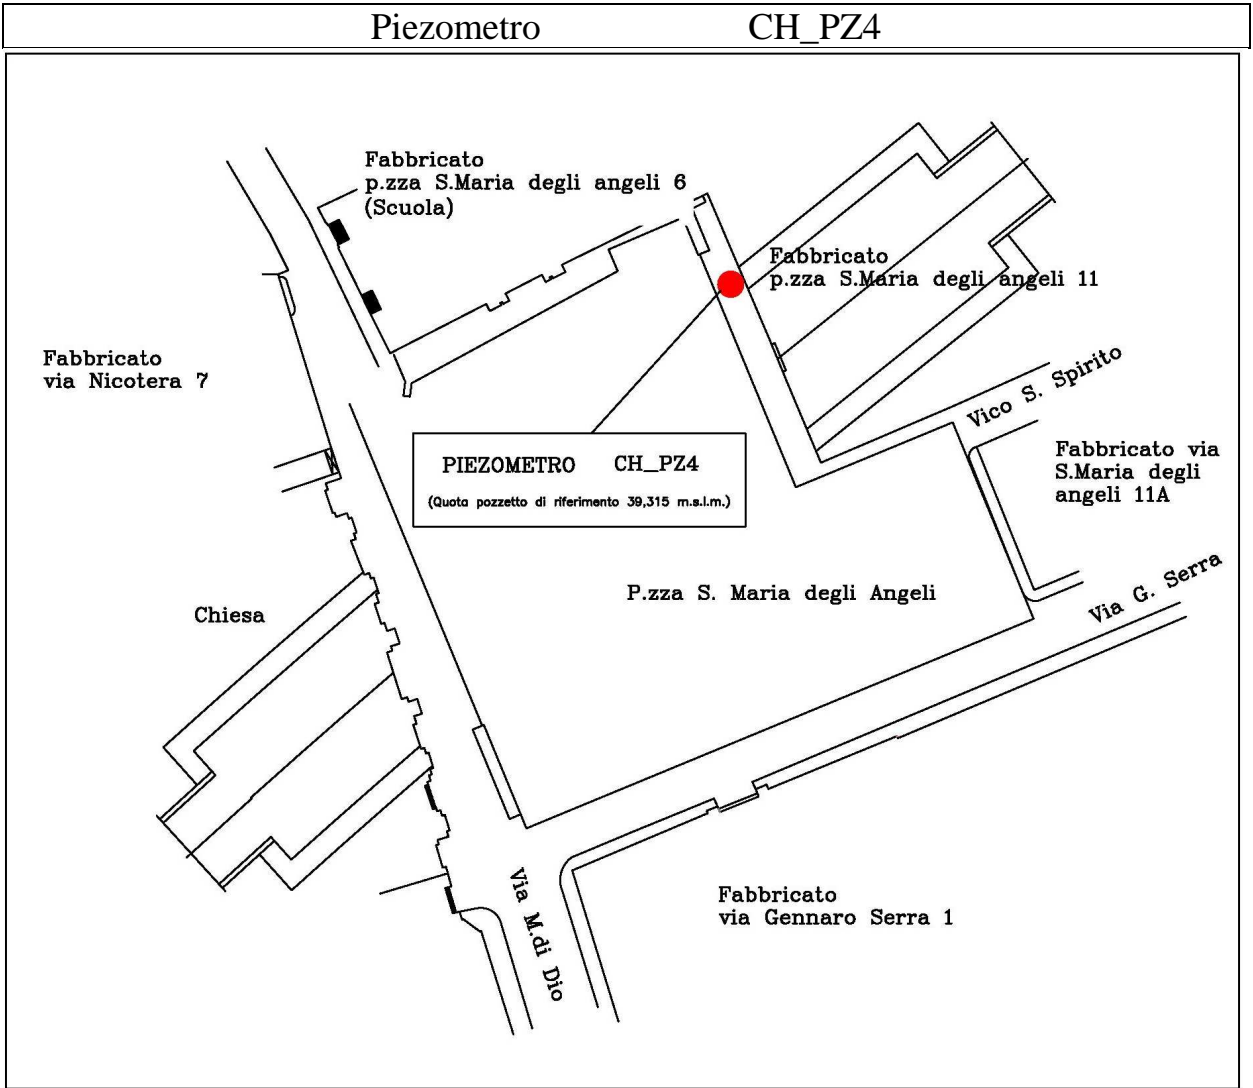 Piezometro CH_PZ4
Fabbricato
p.zza S.Maria degli angeli 6
(Scuola)
Fabbricato
p.zza S.Maria degli angeli 11
Fabbricato
via Nicotera 7
Vico S. Spirito
Fabbricato via
S.Maria degli
angeli 11A
PIEZOMETRO CH_PZ4
(Quota pozzetto di riferimento 39,315 m.s.l.m.)
P.zza S. Maria degli Angeli
Via G. Serra
Chiesa
Via M.di Dio
Fabbricato
via Gennaro Serra 1